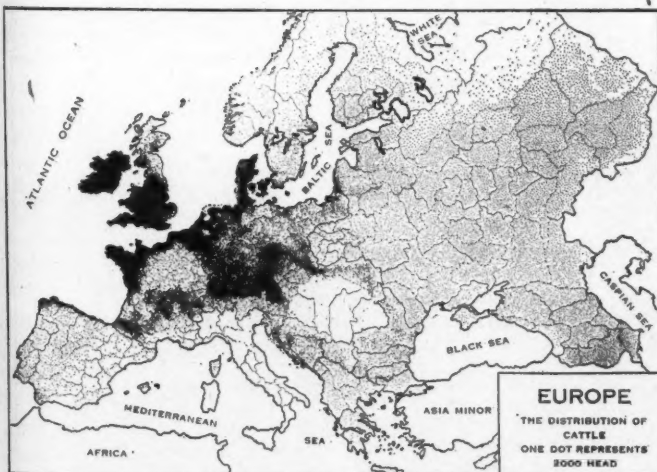 WHITE SEA
ATLANTIC OCEAN
BALTIC SEA
CASPIAN SEA
BLACK SEA
MEDITERRANEAN SEA
ASIA MINOR
AFRICA
EUROPE
THE DISTRIBUTION OF
CATTLE
ONE DOT REPRESENTS
2000 HEAD